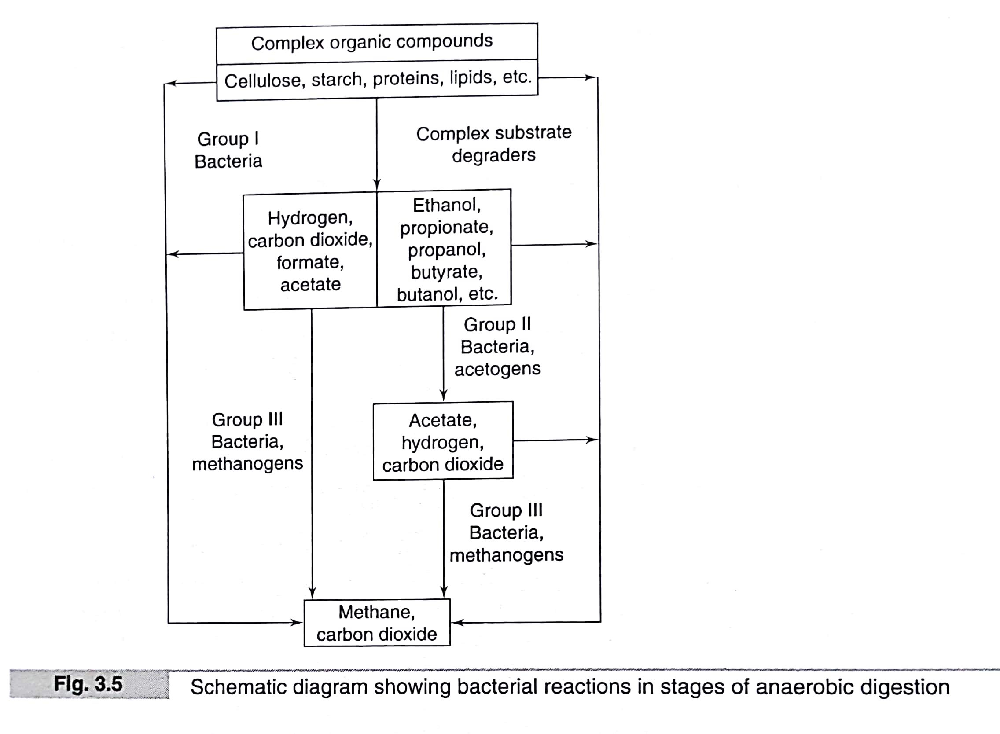 Complex organic compounds
Cellulose, starch, proteins, lipids, etc.
Group I
Bacteria
Complex substrate
degraders
Hydrogen,
carbon dioxide,
formate,
acetate
Ethanol,
propionate,
propanol,
butyrate,
butanol, etc.
Group II
Bacteria,
acetogens
Group III
Bacteria,
methanogens
Acetate,
hydrogen,
carbon dioxide
Group III
Bacteria,
methanogens
Methane,
carbon dioxide
Fig. 3.5 Schematic diagram showing bacterial reactions in stages of anaerobic digestion